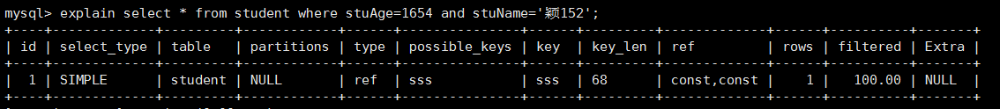 mysql> explain select * from student where stuAge=1654 and stuName='颖152';
+----+-------------+---------+------------+------+---------------+------+---------+-------------+------+----------+-------+
| id | select_type | table   | partitions | type | possible_keys | key  | key_len | ref         | rows | filtered | Extra |
+----+-------------+---------+------------+------+---------------+------+---------+-------------+------+----------+-------+
|  1 | SIMPLE      | student | NULL       | ref  | sss           | sss  | 68      | const,const |    1 |   100.00 | NULL  |
+----+-------------+---------+------------+------+---------------+------+---------+-------------+------+----------+-------+